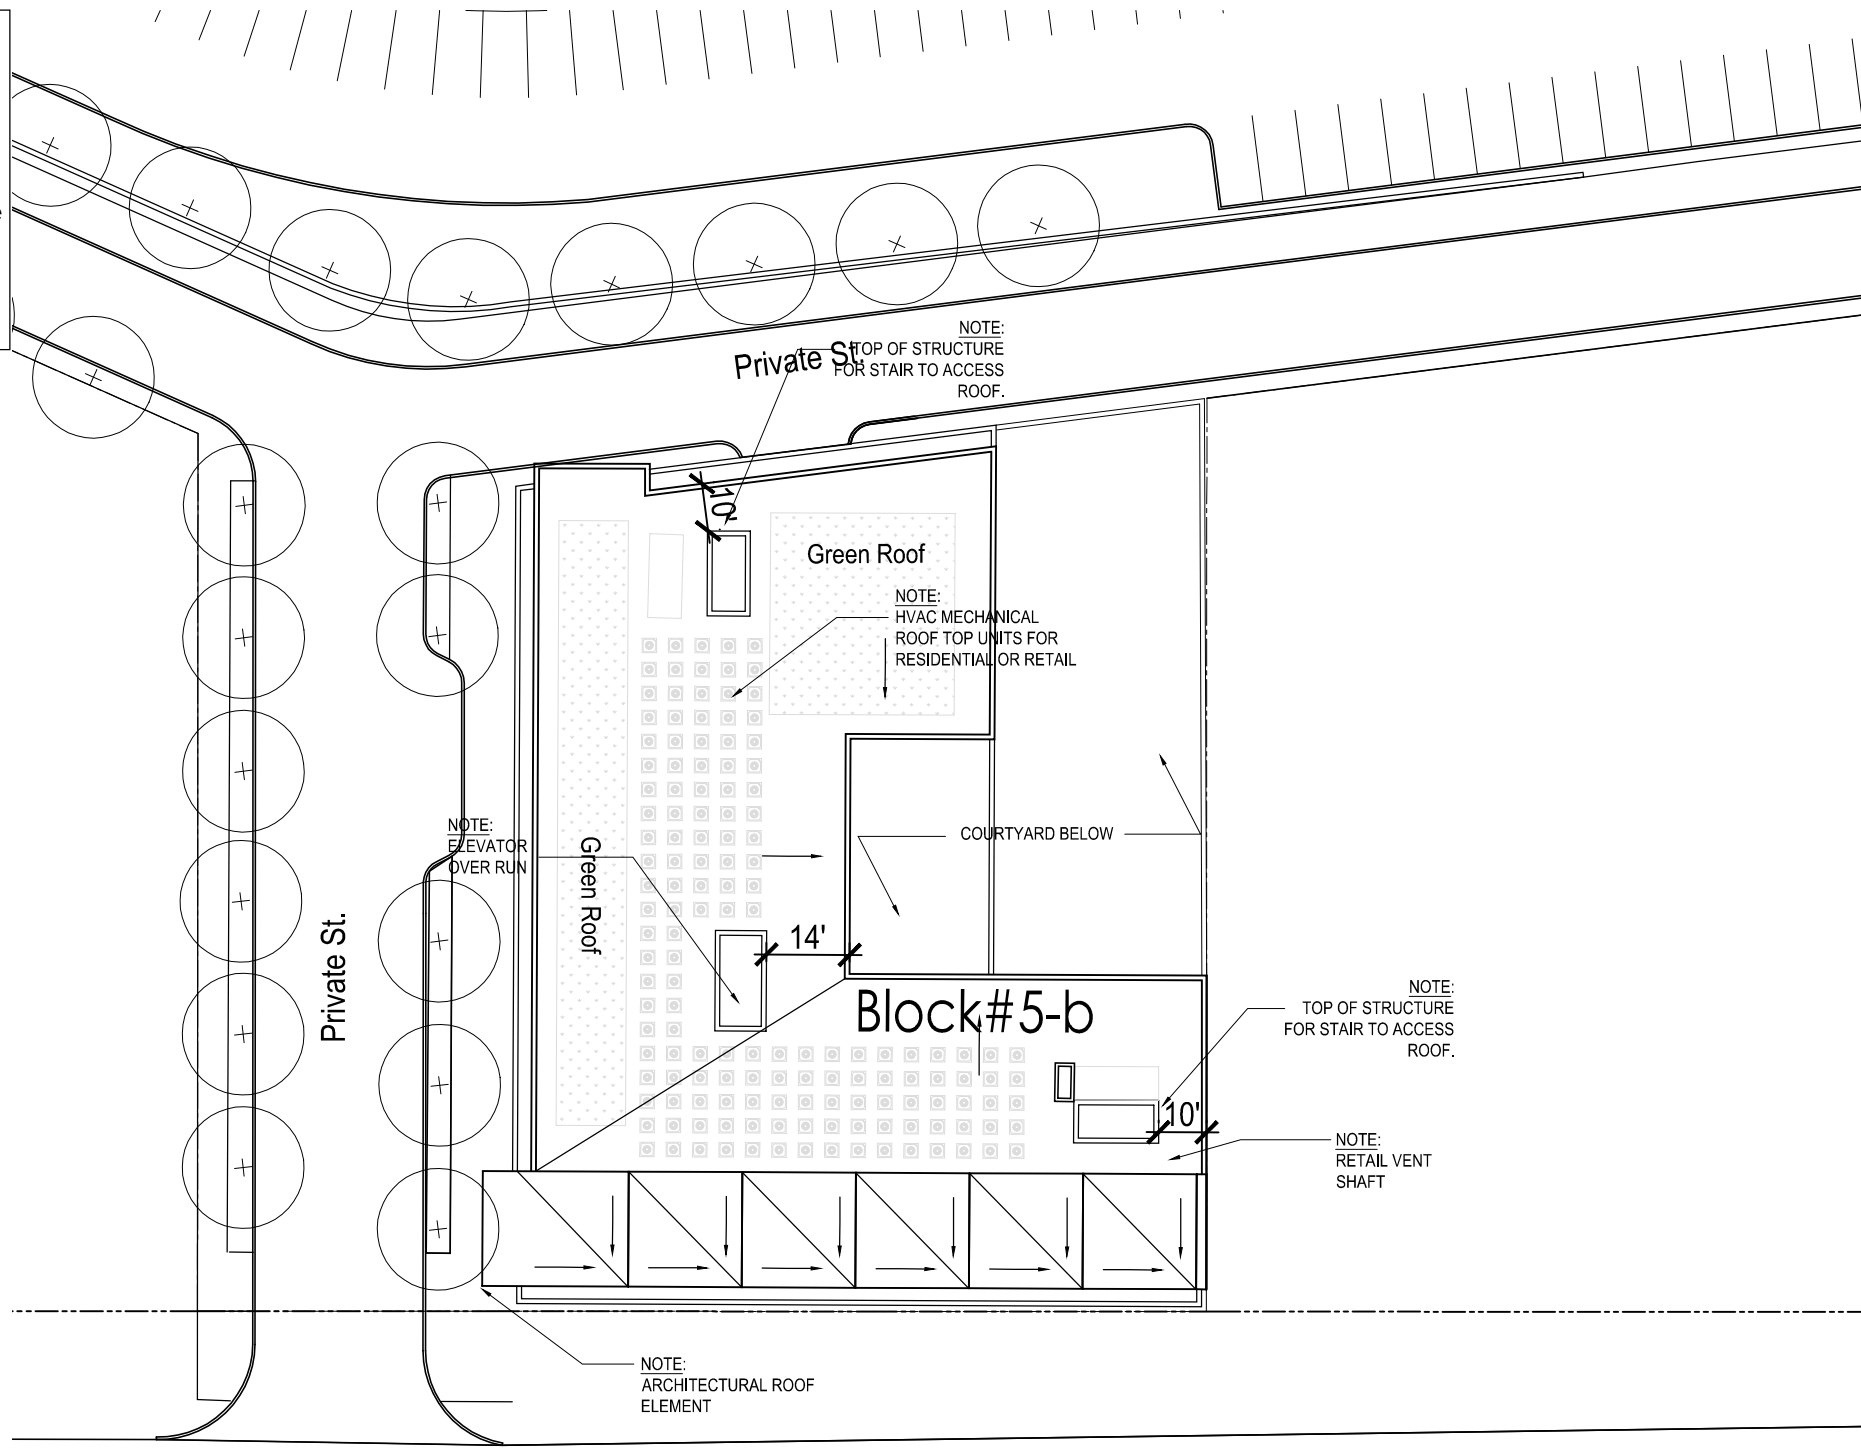 NOTE:
TOP OF STRUCTURE
FOR STAIR TO ACCESS
ROOF.
Private St.
10'
Green Roof
NOTE:
HVAC MECHANICAL
ROOF TOP UNITS FOR
RESIDENTIAL OR RETAIL
NOTE:
ELEVATOR
OVER RUN
COURTYARD BELOW
Green Roof
Private St.
14'
Block#5-b
NOTE:
TOP OF STRUCTURE
FOR STAIR TO ACCESS
ROOF.
10'
NOTE:
RETAIL VENT
SHAFT
NOTE:
ARCHITECTURAL ROOF
ELEMENT